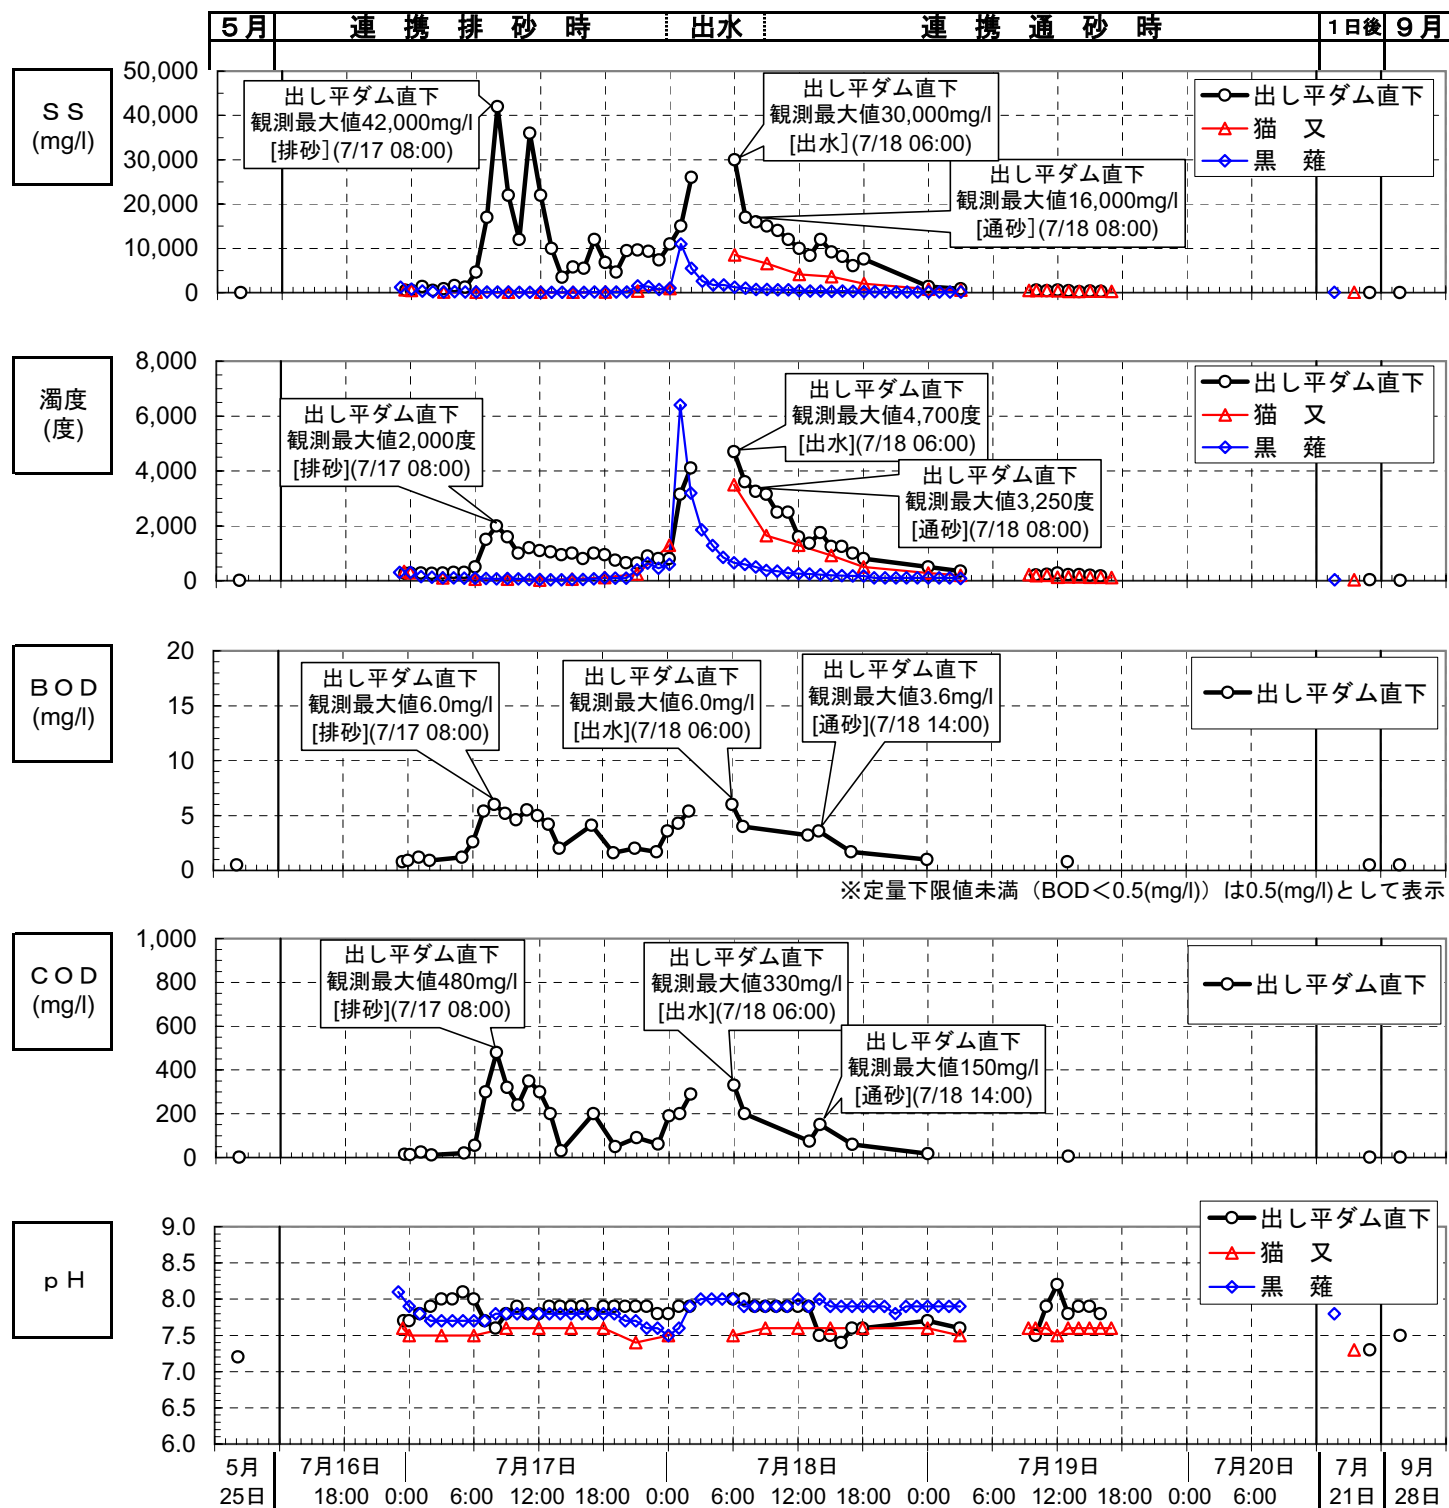 5月 連携排砂時 出水 連携通砂時 1日後 9月
ＳＳ
(mg/l)
50,000
40,000
30,000
20,000
10,000
0
出し平ダム直下
観測最大値42,000mg/l
[排砂］(7/17 08:00)
出し平ダム直下
観測最大値30,000mg/l
[出水］(7/18 06:00)
出し平ダム直下
観測最大値16,000mg/l
[通砂］(7/18 08:00)
出し平ダム直下
猫　又
黒　薙
濁度
(度)
8,000
6,000
4,000
2,000
0
出し平ダム直下
観測最大値2,000度
[排砂](7/17 08:00)
出し平ダム直下
観測最大値4,700度
[出水](7/18 06:00)
出し平ダム直下
観測最大値3,250度
[通砂](7/18 08:00)
出し平ダム直下
猫　又
黒　薙
ＢＯＤ
(mg/l)
20
15
10
5
0
出し平ダム直下
観測最大値6.0mg/l
[排砂](7/17 08:00)
出し平ダム直下
観測最大値6.0mg/l
[出水](7/18 06:00)
出し平ダム直下
観測最大値3.6mg/l
[通砂](7/18 14:00)
出し平ダム直下
※定量下限値未満（BOD＜0.5(mg/l)）は0.5(mg/l)として表示
ＣＯＤ
(mg/l)
1,000
800
600
400
200
0
出し平ダム直下
観測最大値480mg/l
[排砂](7/17 08:00)
出し平ダム直下
観測最大値330mg/l
[出水](7/18 06:00)
出し平ダム直下
観測最大値150mg/l
[通砂](7/18 14:00)
出し平ダム直下
ｐＨ
9.0
8.5
8.0
7.5
7.0
6.5
6.0
出し平ダム直下
猫　又
黒　薙
5月 7月16日 7月17日 7月18日 7月19日 7月20日 7月 9月
25日 18:00 0:00 6:00 12:00 18:00 0:00 6:00 12:00 18:00 0:00 6:00 12:00 18:00 0:00 6:00 21日 28日